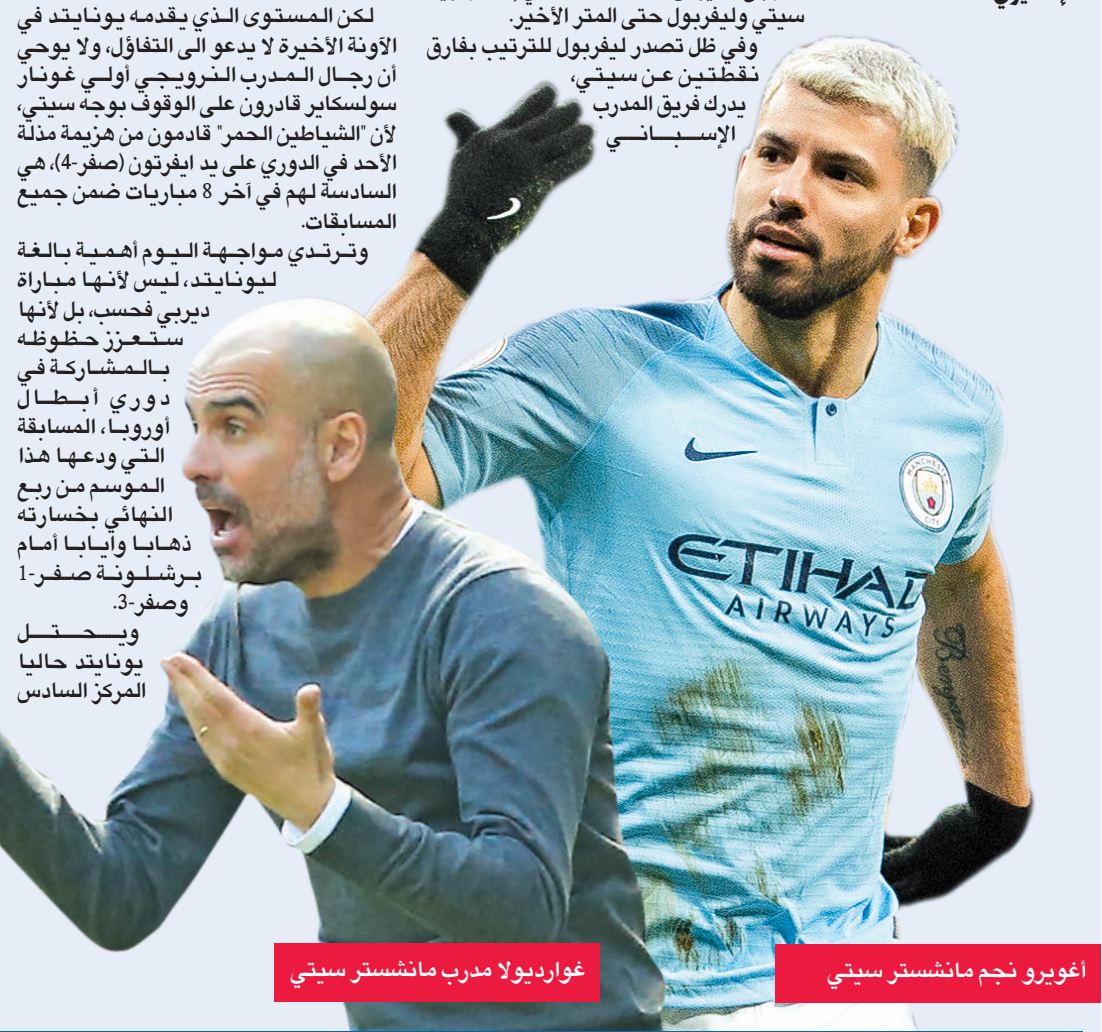 إنكليزي
سيتي وليفربول حتى المتر الأخير.
وفي ظل تصدر ليفربول للترتيب بفارق
نقطتين عن سيتي،
يدرك فريق المدرب
الإسباني
لكن المستوى الذي يقدمه يونايتد في
الآونة الأخيرة لا يدعو الى التفاؤل، ولا يوحي
أن رجال المدرب النرويجي أولي غونار
سولسكاير قادرون على الوقوف بوجه سيتي،
لأن "الشياطين الحمر" قادمون من هزيمة مذلة
الأحد في الدوري على يد ايفرتون (صفر-4)، هي
السادسة لهم في آخر 8 مباريات ضمن جميع
المسابقات.
وترتدي مواجهة اليوم أهمية بالغة
ليونايتد، ليس لأنها مباراة
ديربي فحسب، بل لأنها
ستعزز حظوظه
بالمشاركة في
دوري أبطال
أوروبا، المسابقة
التي ودعها هذا
الموسم من ربع
النهائي بخسارته
ذهابا وايابا أمام
برشلونة صفر-1
وصفر-3.
ويحتل
يونايتد حاليا
المركز السادس
MANCHESTER
CITY
ETIHAD
AIRWAYS
أغويرو نجم مانشستر سيتي
غوارديولا مدرب مانشستر سيتي